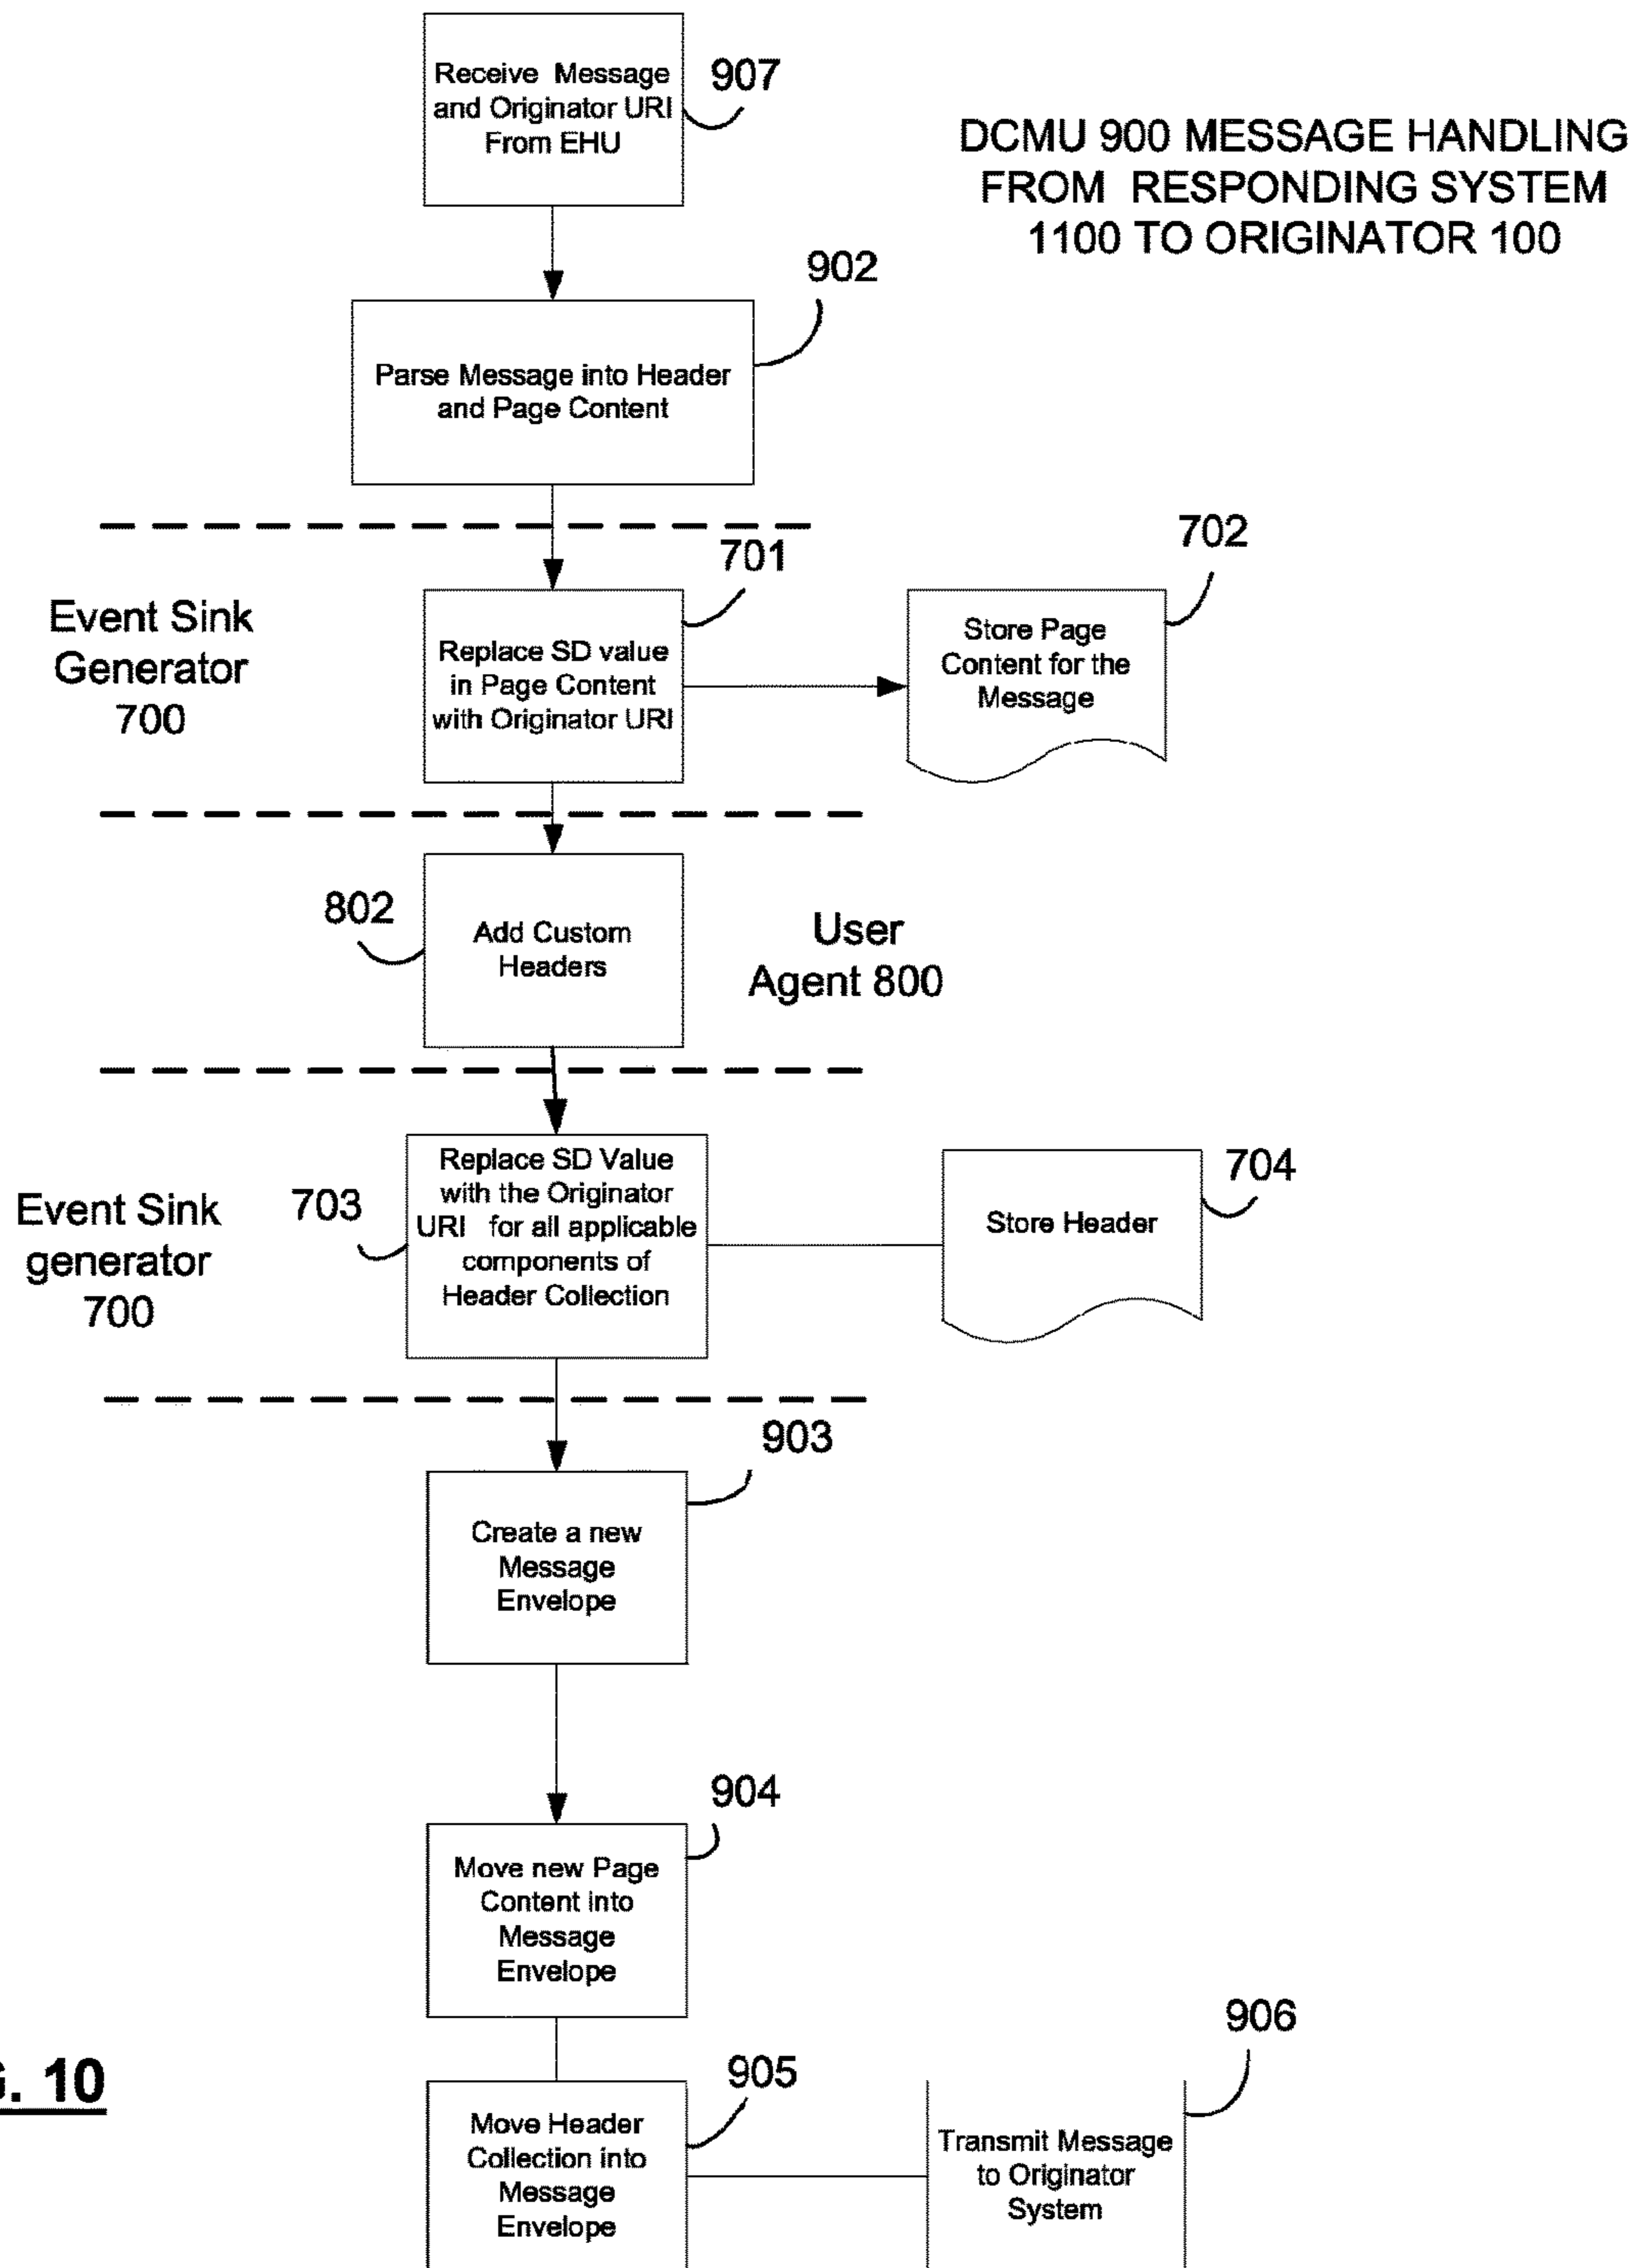 Receive Message
and Originator URI
From EHU
907
DCMU 900 MESSAGE HANDLING
FROM RESPONDING SYSTEM
1100 TO ORIGINATOR 100
902
Parse Message into Header
and Page Content
Event Sink
Generator
700
701
Replace SD value
in Page Content
with Originator URI
702
Store Page
Content for the
Message
802
Add Custom
Headers
User
Agent 800
Event Sink
generator
700
703
Replace SD Value
with the Originator
URI for all applicable
components of
Header Collection
704
Store Header
903
Create a new
Message
Envelope
904
Move new Page
Content into
Message
Envelope
G. 10
905
Move Header
Collection into
Message
Envelope
906
Transmit Message
to Originator
System